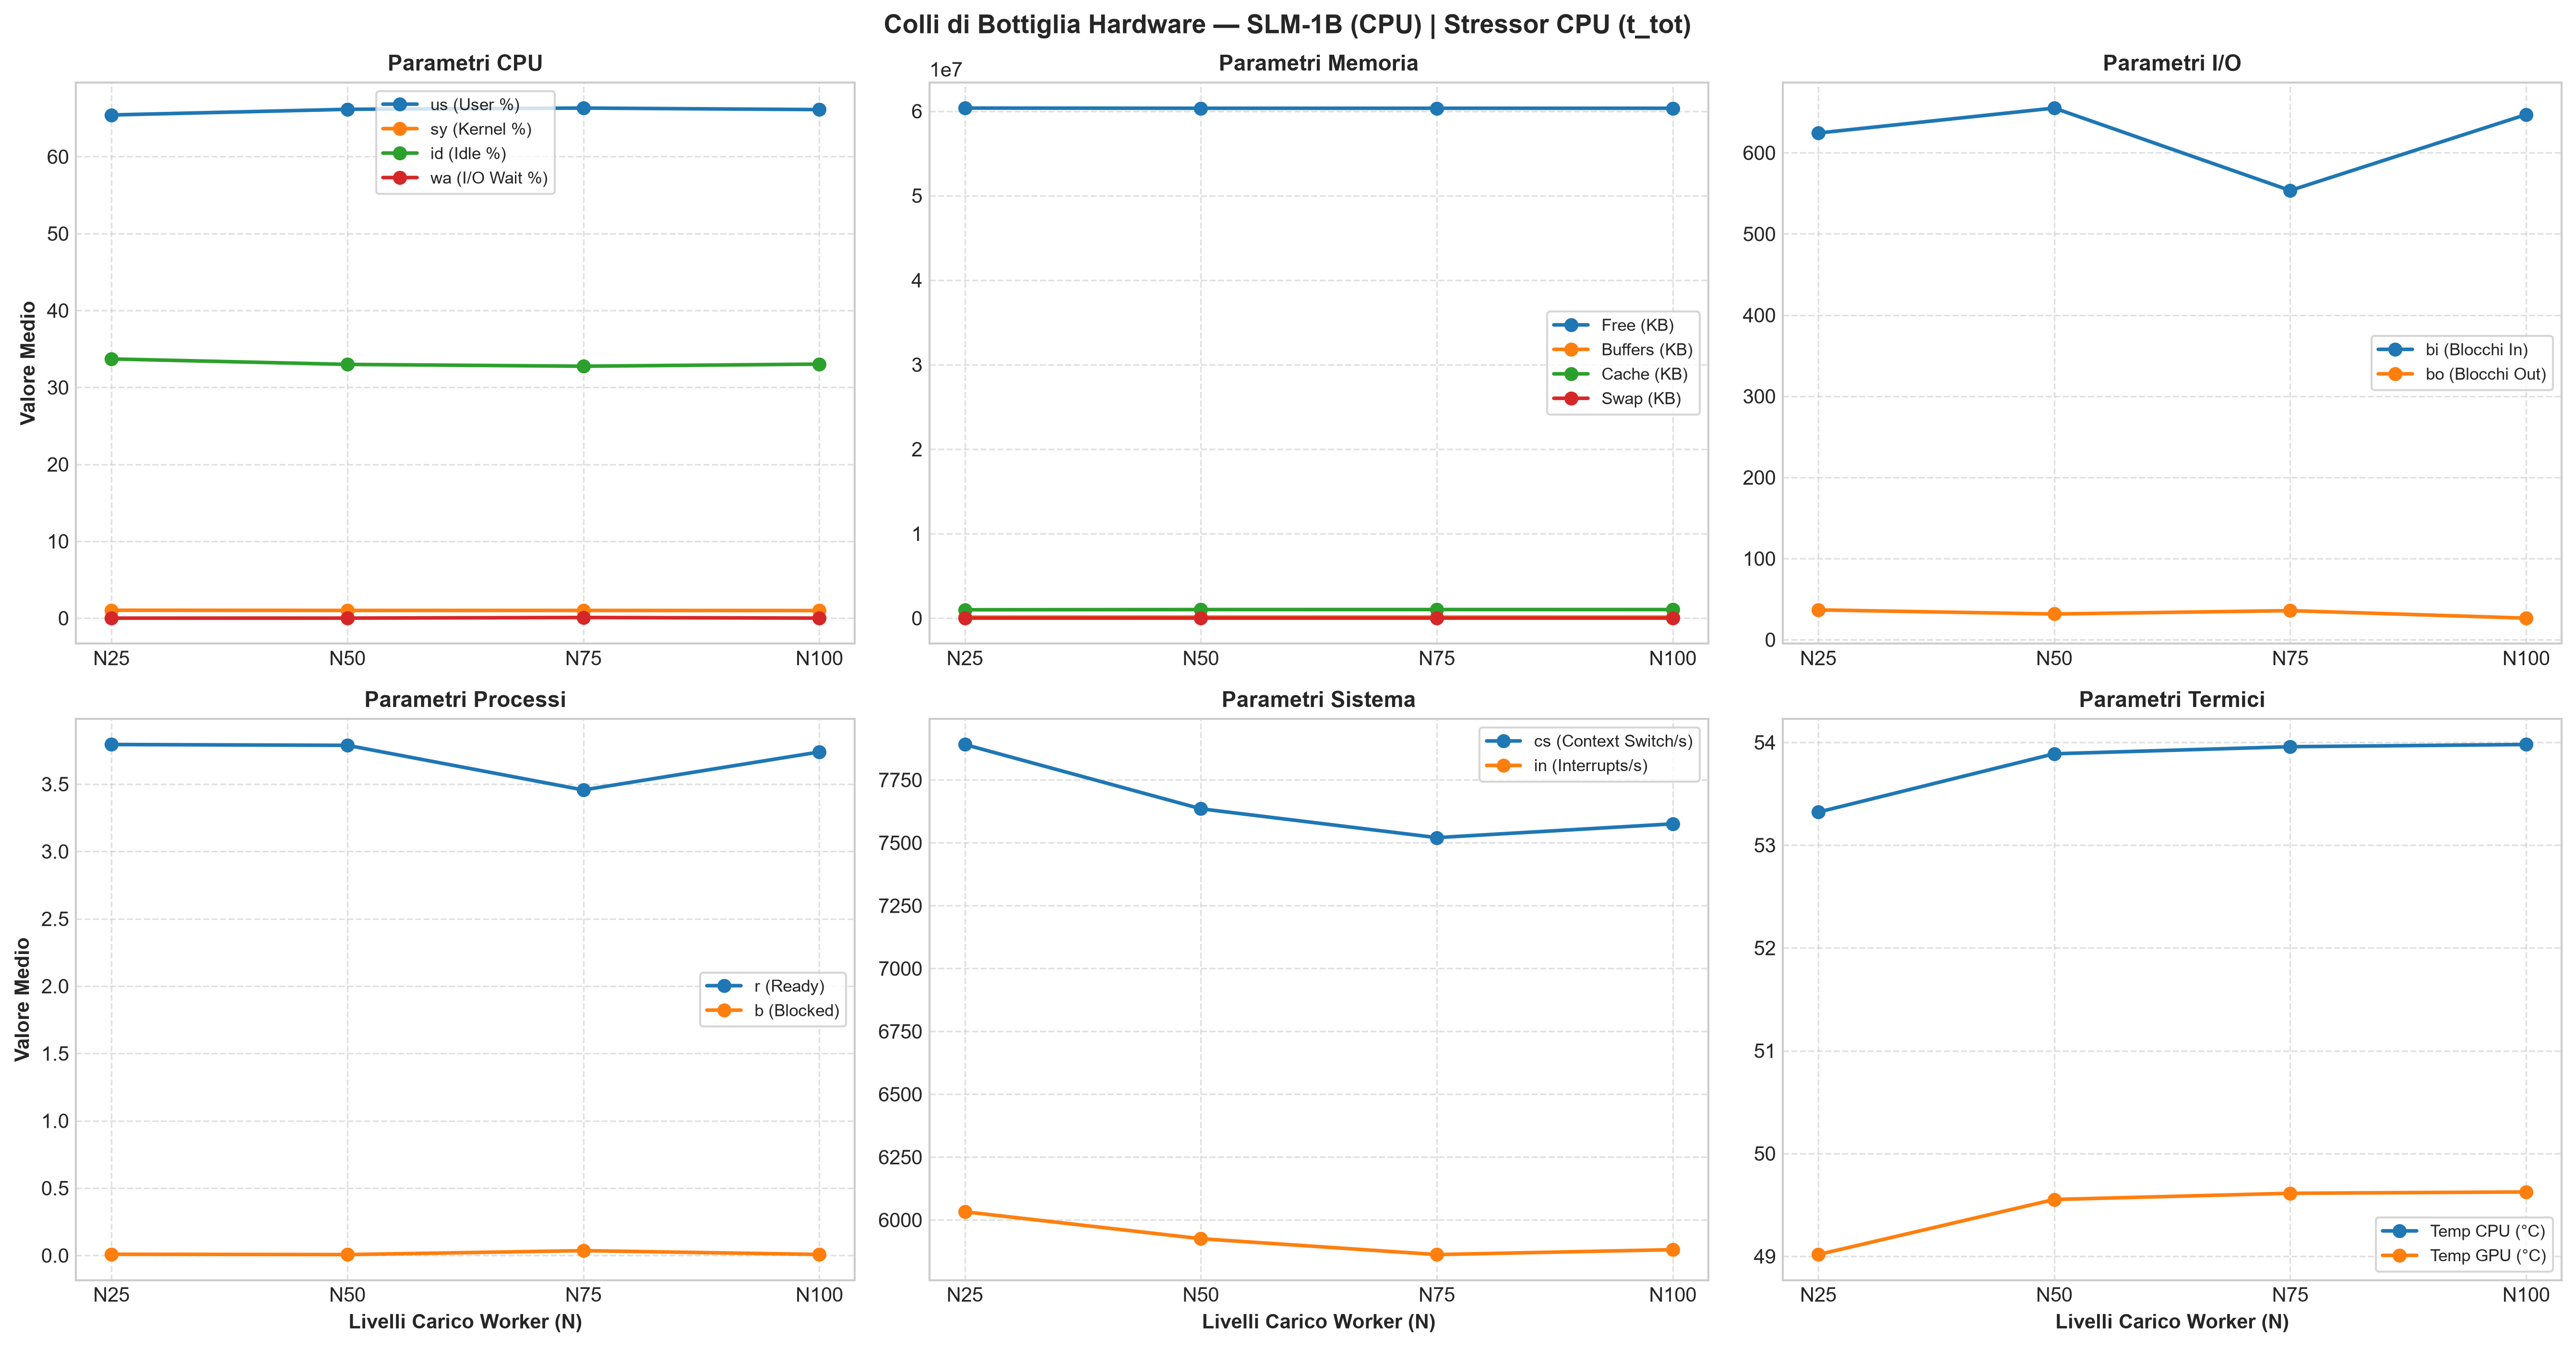 Colli di Bottiglia Hardware — SLM-1B (CPU) | Stressor CPU (t_tot)
Parametri CPU
Valore Medio
60
50
40
30
20
10
0
us (User %)
sy (Kernel %)
id (Idle %)
wa (I/O Wait %)
N25
N50
N75
N100
Parametri Memoria
1e7
6
5
4
3
2
1
0
Free (KB)
Buffers (KB)
Cache (KB)
Swap (KB)
N25
N50
N75
N100
Parametri I/O
600
500
400
300
200
100
0
bi (Blocchi In)
bo (Blocchi Out)
N25
N50
N75
N100
Parametri Processi
Valore Medio
3.5
3.0
2.5
2.0
1.5
1.0
0.5
0.0
r (Ready)
b (Blocked)
N25
N50
N75
N100
Livelli Carico Worker (N)
Parametri Sistema
7750
7500
7250
7000
6750
6500
6250
6000
cs (Context Switch/s)
in (Interrupts/s)
N25
N50
N75
N100
Livelli Carico Worker (N)
Parametri Termici
54
53
52
51
50
49
Temp CPU (°C)
Temp GPU (°C)
N25
N50
N75
N100
Livelli Carico Worker (N)